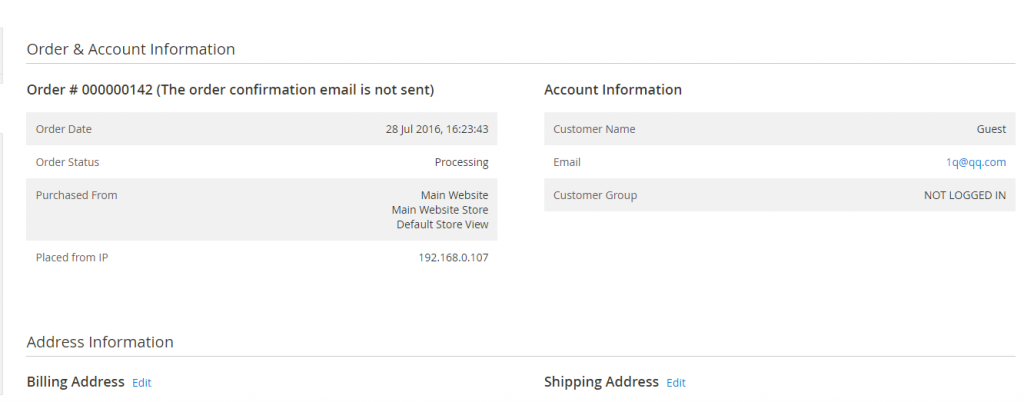 Order & Account Information
Order # 000000142 (The order confirmation email is not sent)
Order Date 28 Jul 2016, 16:23:43
Order Status Processing
Purchased From Main Website
Main Website Store
Default Store View
Placed from IP 192.168.0.107
Account Information
Customer Name Guest
Email 1q@qq.com
Customer Group NOT LOGGED IN
Address Information
Billing Address Edit
Shipping Address Edit